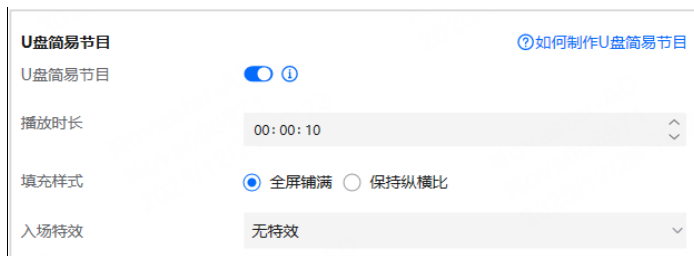 U盘简易节目 如何制作U盘简易节目
U盘简易节目
播放时长 00:00:10
填充样式 全屏铺满 保持纵横比
入场特效 无特效